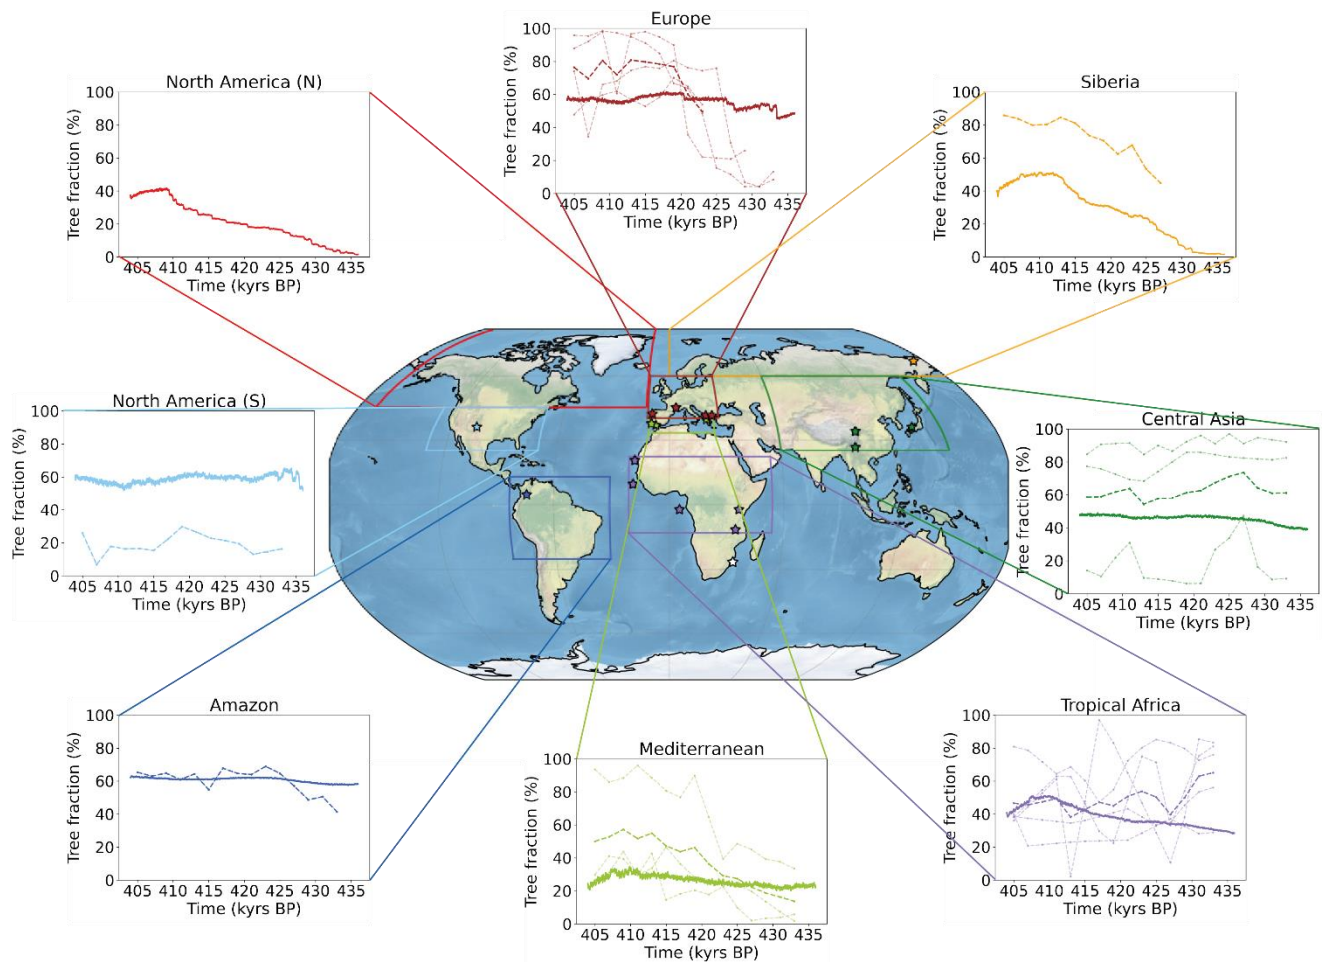 Europe
Tree fraction (%)
100
80
60
40
20
0
405 410 415 420 425 430 435
Time (kyrs BP)
North America (N)
Tree fraction (%)
100
80
60
40
20
0
405 410 415 420 425 430 435
Time (kyrs BP)
Siberia
Tree fraction (%)
100
80
60
40
20
0
405 410 415 420 425 430 435
Time (kyrs BP)
North America (S)
Tree fraction (%)
100
80
60
40
20
0
405 410 415 420 425 430 435
Time (kyrs BP)
Central Asia
Tree fraction (%)
100
80
60
40
20
0
405 410 415 420 425 430 435
Time (kyrs BP)
Amazon
Tree fraction (%)
100
80
60
40
20
0
405 410 415 420 425 430 435
Time (kyrs BP)
Mediterranean
Tree fraction (%)
100
80
60
40
20
0
405 410 415 420 425 430 435
Time (kyrs BP)
Tropical Africa
Tree fraction (%)
100
80
60
40
20
0
405 410 415 420 425 430 435
Time (kyrs BP)